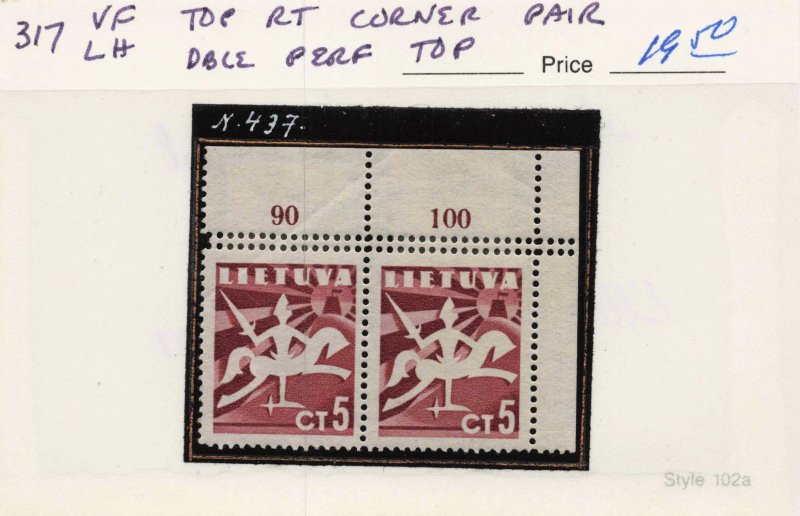 317 VF TOP RT CORNER PAIR
LH DBLE PERF TOP Price 19.50
N. 437.
90 100
LIETUVA LIETUVA
CT 5 CT 5
Style 102a